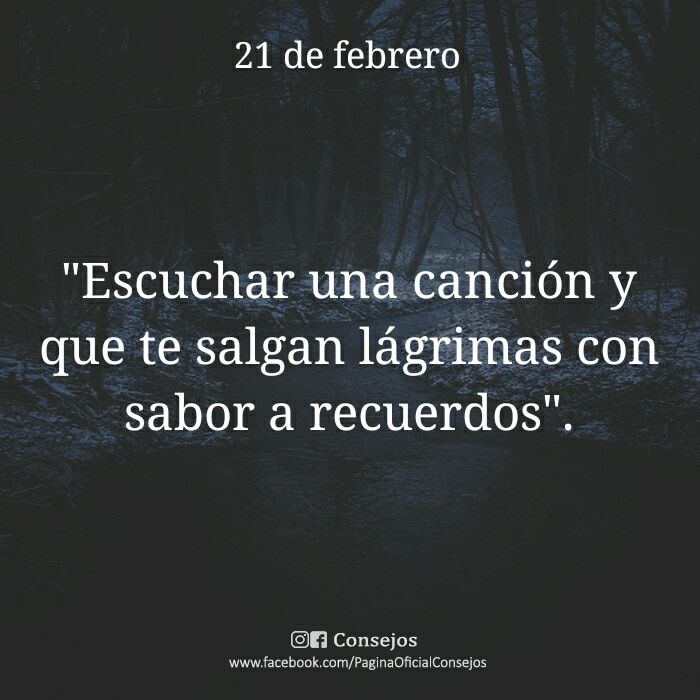 21 de febrero
"Escuchar una canción y
que te salgan lágrimas con
sabor a recuerdos".
Consejos
www.facebook.com/PaginaOficialConsejos